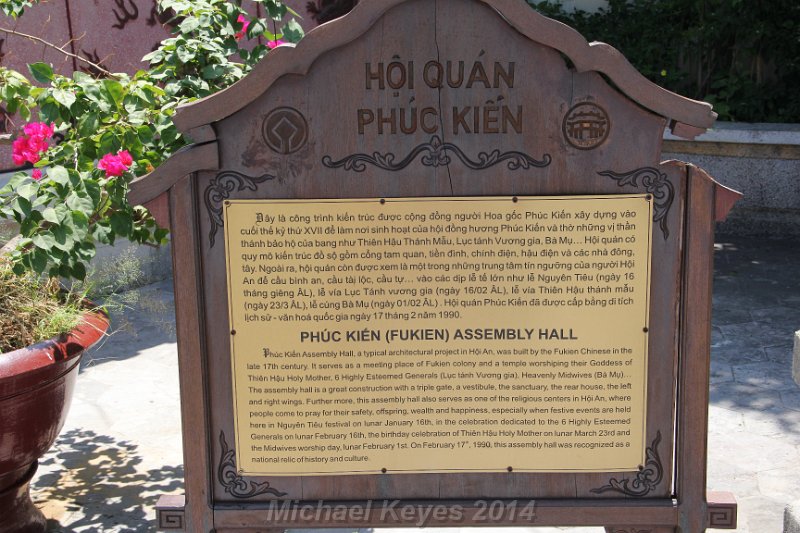 HỘI QUÁN
PHÚC KIẾN
Đây là công trình kiến trúc được cộng đồng người Hoa gốc Phúc Kiến xây dựng vào
cuối thế kỷ thứ XVII để làm nơi sinh hoạt của hội đồng hương Phúc Kiến và thờ những vị thần
thánh bảo hộ của bang như Thiên Hậu Thánh Mẫu, Lục tánh Vương gia, Bà Mụ... Hội quán có
quy mô kiến trúc đồ sộ gồm cổng tam quan, tiền đình, chính điện, hậu điện và các nhà đông,
tây. Ngoài ra, hội quán còn được xem là một trong những trung tâm tín ngưỡng của người Hội
An để cầu bình an, cầu tài lộc, cầu tự... vào các dịp lễ tế lớn như lễ Nguyên Tiêu (ngày 16
tháng giêng ÂL), lễ vía Lục Tánh vương gia (ngày 16/02 ÂL), lễ vía Thiên Hậu thánh mẫu
(ngày 23/3 ÂL), lễ cúng Bà Mụ (ngày 01/02 ÂL) . Hội quán Phúc Kiến đã được cấp bằng di tích
lịch sử - văn hoá quốc gia ngày 17 tháng 2 năm 1990.
PHÚC KIẾN (FUKIEN) ASSEMBLY HALL
Phúc Kiến Assembly Hall, a typical architectural project in Hội An, was built by the Fukien Chinese in the
late 17th century. It serves as a meeting place of Fukien colony and a temple worshiping their Goddess of
Thiên Hậu Holy Mother, 6 Highly Esteemed Generals (Lục tánh Vương gia), Heavenly Midwives (Bà Mụ)...
The assembly hall is a great construction with a triple gate, a vestibule, the sanctuary, the rear house, the left
and right wings. Further more, this assembly hall also serves as one of the religious centers in Hội An, where
people come to pray for their safety, offspring, wealth and happiness, especially when festive events are held
here in Nguyên Tiêu festival on lunar January 16th, in the celebration dedicated to the 6 Highly Esteemed
Generals on lunar February 16th, the birthday celebration of Thiên Hậu Holy Mother on lunar March 23rd and
the Midwives worship day, lunar February 1st. On February 17th, 1990, this assembly hall was recognized as a
national relic of history and culture.
Michael Keyes 2014